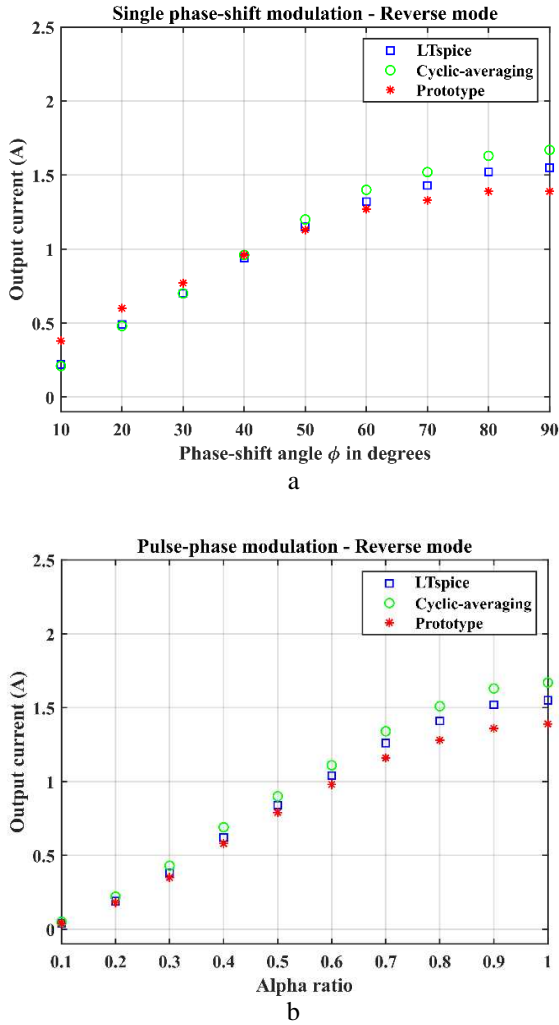 Single phase-shift modulation - Reverse mode
2.5
2
1.5
1
0.5
0
Output current (A)
LTspice
Cyclic-averaging
Prototype
10 20 30 40 50 60 70 80 90
Phase-shift angle ϕ in degrees
a
Pulse-phase modulation - Reverse mode
2.5
2
1.5
1
0.5
0
Output current (A)
LTspice
Cyclic-averaging
Prototype
0.1 0.2 0.3 0.4 0.5 0.6 0.7 0.8 0.9 1
Alpha ratio
b